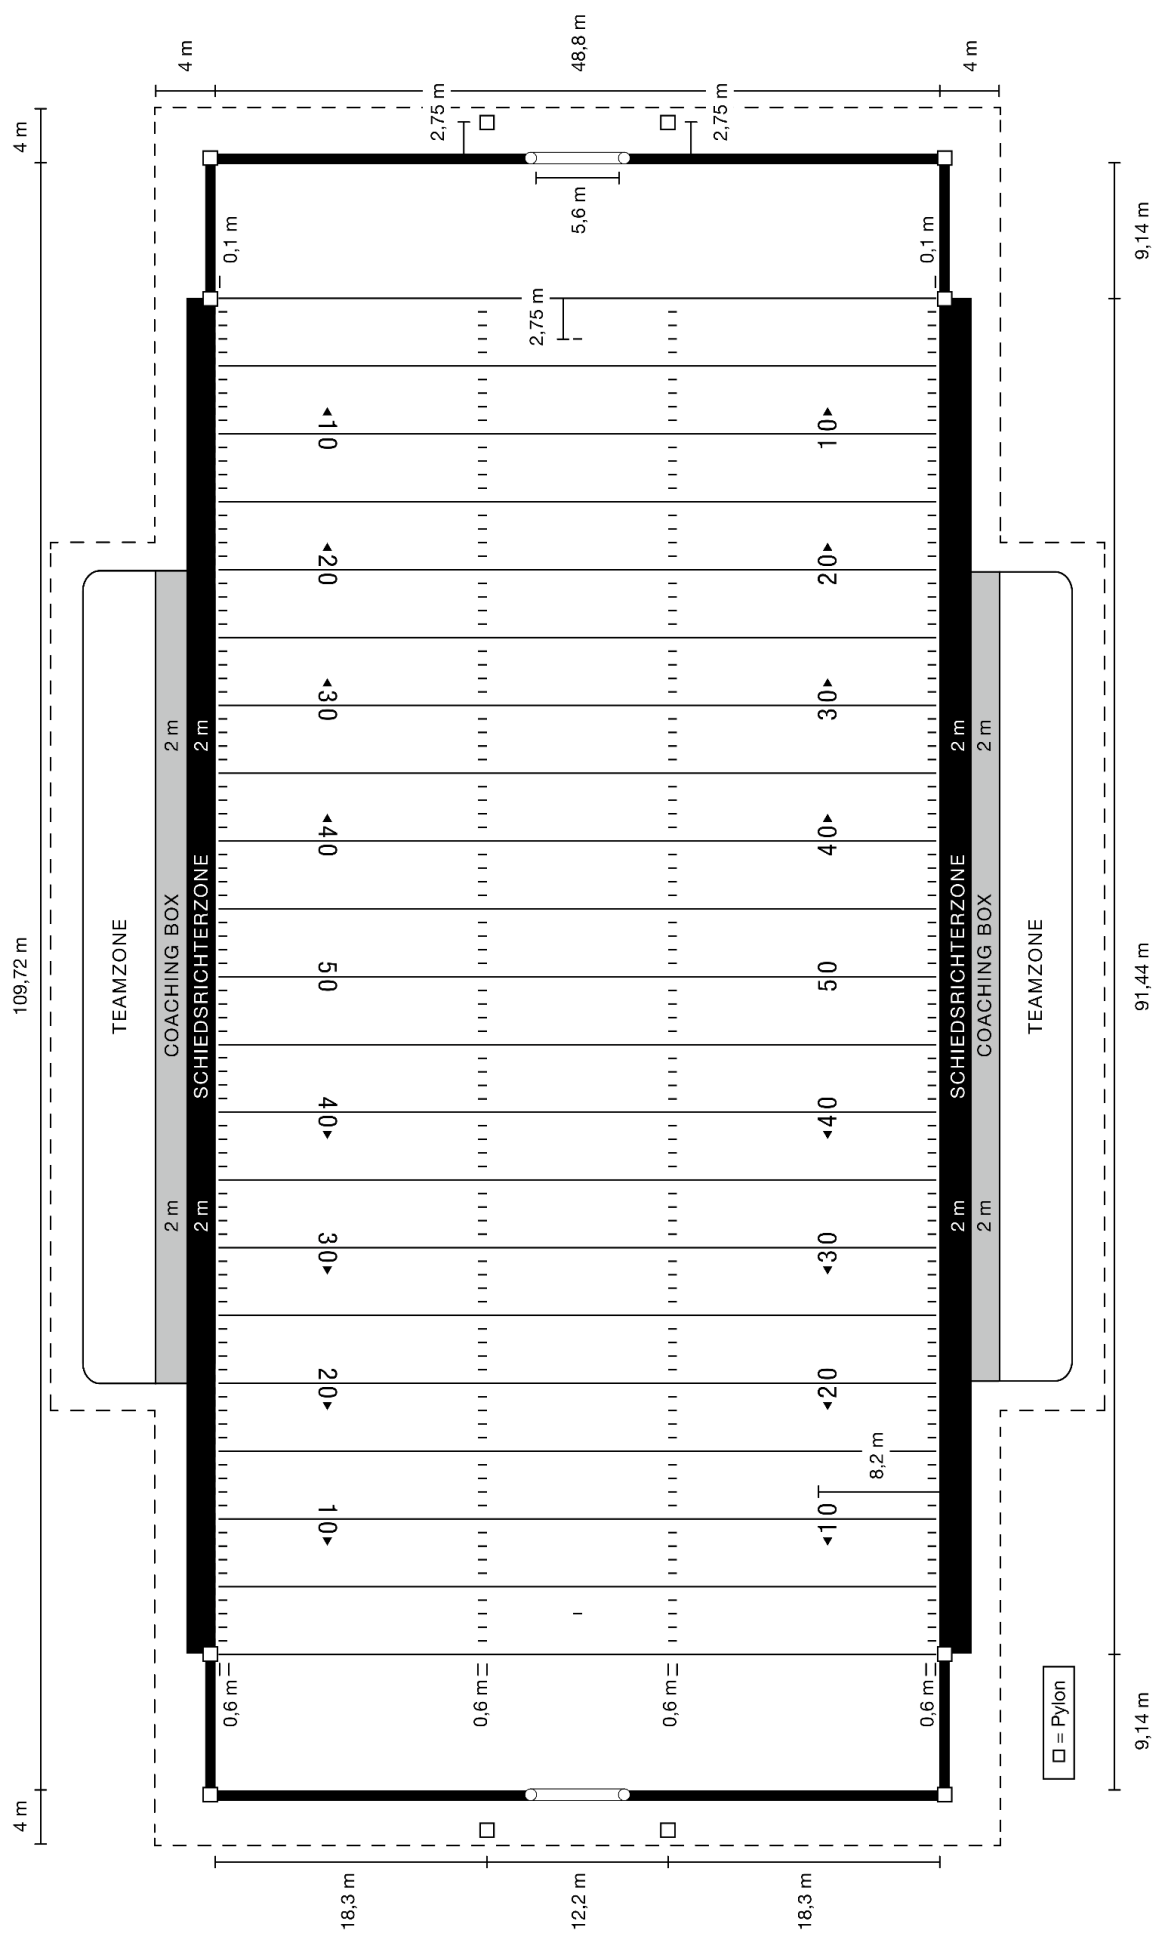 4 m
48,8 m
4 m
4 m
2,75 m
2,75 m
5,6 m
9,14 m
0,1 m
0,1 m
2,75 m
10
10
20
20
30
30
2 m
2 m
2 m
2 m
40
40
109,72 m
TEAMZONE
COACHING BOX
SCHIEDSRICHTERZONE
50
50
SCHIEDSRICHTERZONE
COACHING BOX
TEAMZONE
91,44 m
40
40
2 m
2 m
2 m
2 m
30
30
20
20
8,2 m
10
10
0,6 m
0,6 m
0,6 m
0,6 m
= Pylon
9,14 m
4 m
18,3 m
12,2 m
18,3 m